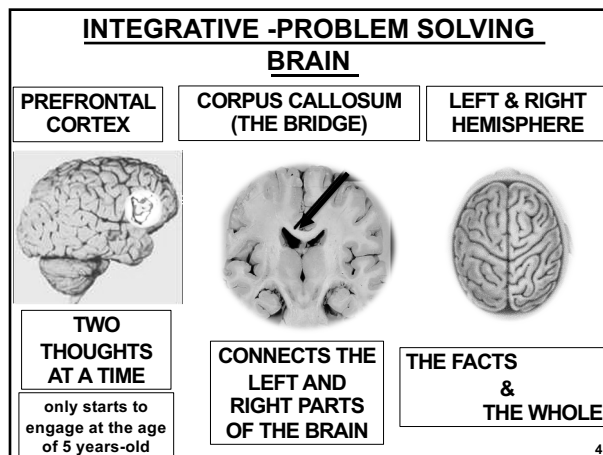 INTEGRATIVE -PROBLEM SOLVING
BRAIN
PREFRONTAL
CORTEX
CORPUS CALLOSUM
(THE BRIDGE)
LEFT & RIGHT
HEMISPHERE
TWO
THOUGHTS
AT A TIME
only starts to
engage at the age
of 5 years-old
CONNECTS THE
LEFT AND
RIGHT PARTS
OF THE BRAIN
THE FACTS
&
THE WHOLE
4